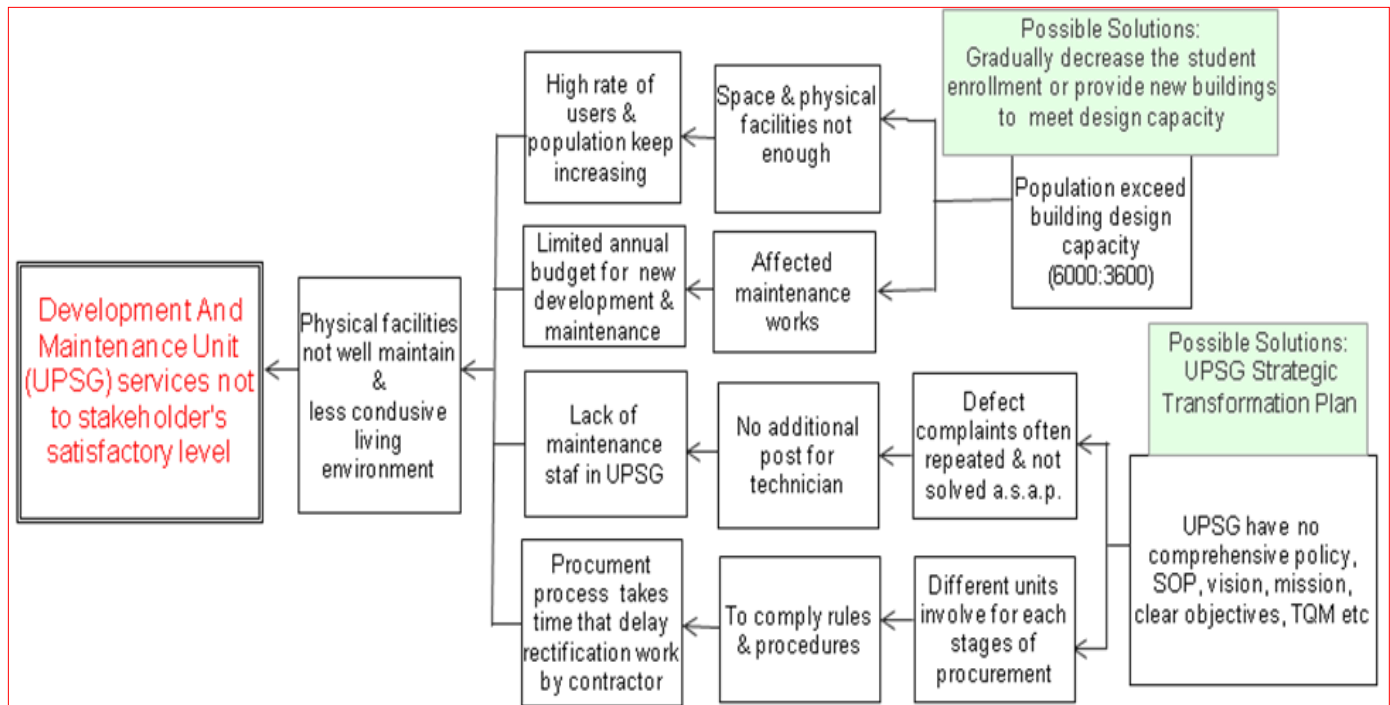 Development And
Maintenance Unit
(UPSG) services not
to stakeholder's
satisfactory level
Physical facilities
not well maintain
&
less condusive
living
environment
High rate of
users &
population keep
increasing
Space & physical
facilities not
enough
Possible Solutions:
Gradually decrease the student
enrollment or provide new buildings
to meet design capacity
Population exceed
building design
capacity
(6000:3600)
Limited annual
budget for new
development &
maintenance
Affected
maintenance
works
Lack of
maintenance
staf in UPSG
No additional
post for
technician
Defect
complaints often
repeated & not
solved a.s.a.p.
Possible Solutions:
UPSG Strategic
Transformation Plan
UPSG have no
comprehensive policy,
SOP, vision, mission,
clear objectives, TQM etc
Procument
process takes
time that delay
rectification work
by contractor
To comply rules
& procedures
Different units
involve for each
stages of
procurement